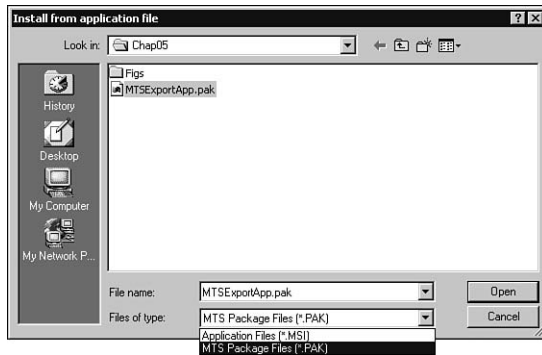 Install from application file
Look in: Chap05
Figs
MTSExportApp.pak
History
Desktop
My Computer
My Network P...
File name: MTSExportApp.pak Open
Files of type: MTS Package Files (*.PAK) Cancel
Application Files (*.MSI)
MTS Package Files (*.PAK)